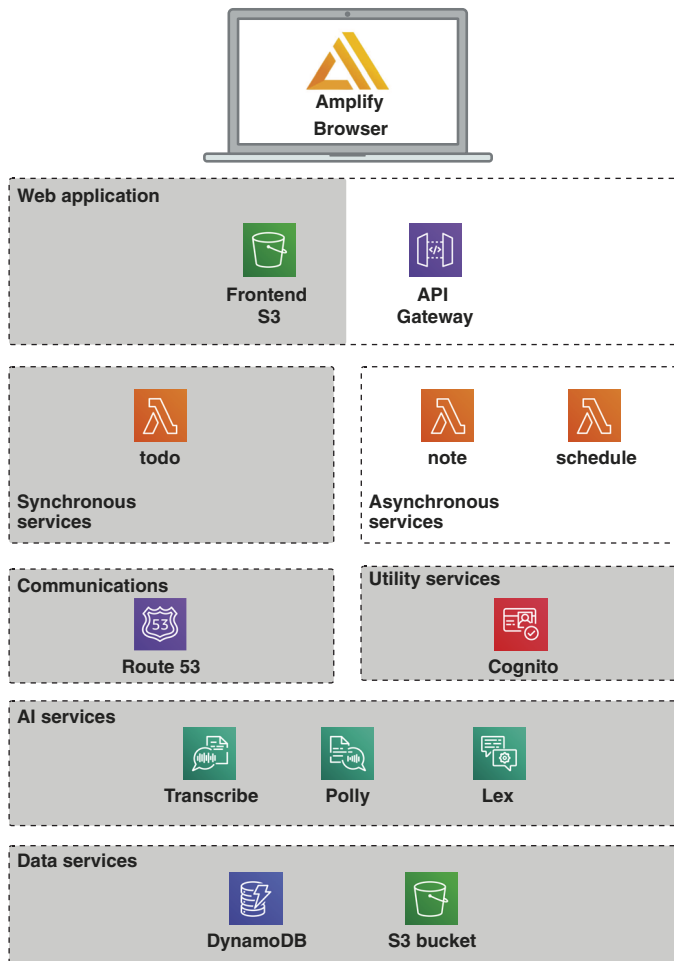 Amplify
Browser
Web application
Frontend
S3
API
Gateway
todo
Synchronous
services
note
schedule
Asynchronous
services
Communications
53
Route 53
Utility services
Cognito
AI services
Transcribe
Polly
Lex
Data services
DynamoDB
S3 bucket